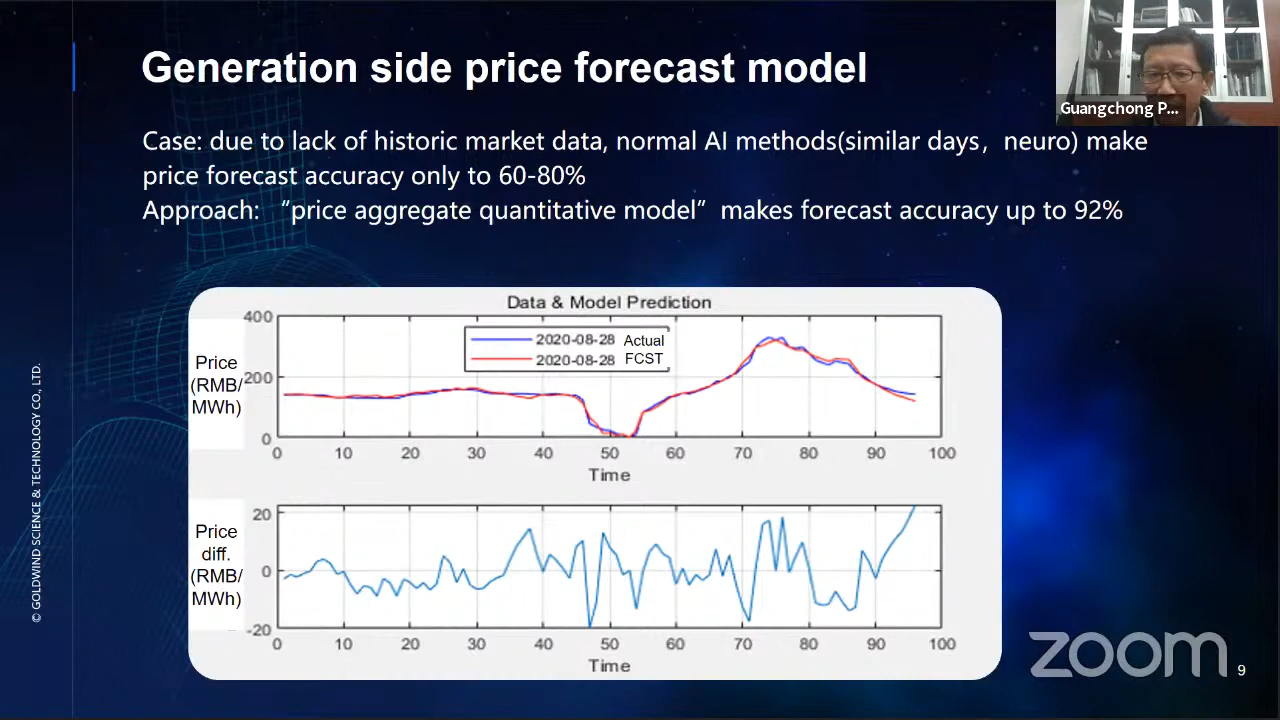 Generation side price forecast model
Guangchong P...
Case: due to lack of historic market data, normal AI methods(similar days， neuro) make
price forecast accuracy only to 60-80%
Approach: “price aggregate quantitative model” makes forecast accuracy up to 92%
Data & Model Prediction
2020-08-28 Actual
2020-08-28 FCST
Price
(RMB/
MWh)
400
200
0
0 10 20 30 40 50 60 70 80 90 100
Time
Price
diff.
(RMB/
MWh)
20
0
-20
0 10 20 30 40 50 60 70 80 90 100
Time
© GOLDWIND SCIENCE & TECHNOLOGY CO., LTD.
zoom
9